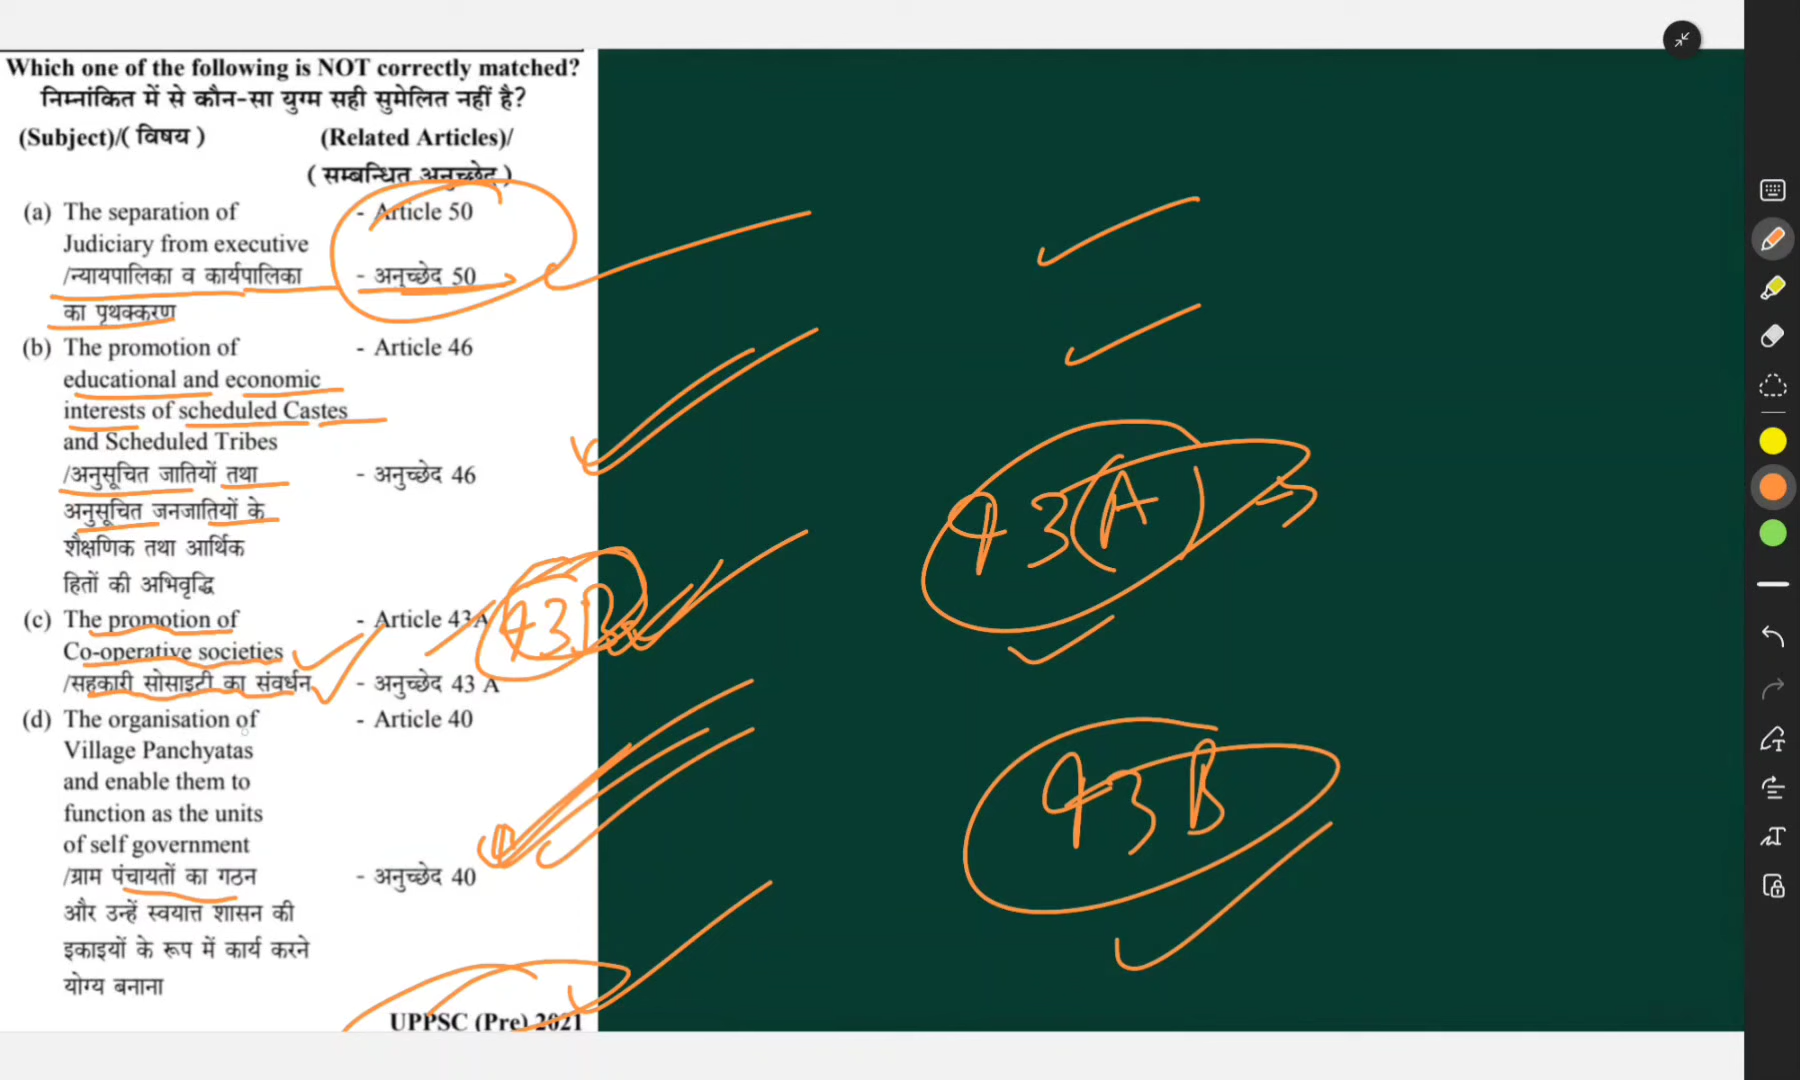 Which one of the following is NOT correctly matched?
निम्नांकित में से कौन-सा युग्म सही सुमेलित नहीं है?
(Subject)/( विषय ) (Related Articles)/
( सम्बन्धित अनुच्छेद )
(a) The separation of - Article 50
Judiciary from executive
/न्यायपालिका व कार्यपालिका - अनुच्छेद 50
का पृथक्करण
(b) The promotion of - Article 46
educational and economic
interests of scheduled Castes
and Scheduled Tribes
/अनुसूचित जातियों तथा - अनुच्छेद 46
अनुसूचित जनजातियों के
शैक्षणिक तथा आर्थिक
हितों की अभिवृद्धि
(c) The promotion of - Article 43 A 43B
Co-operative societies
/सहकारी सोसाइटी का संवर्धन - अनुच्छेद 43 A
(d) The organisation of - Article 40
Village Panchyatas
and enable them to
function as the units
of self government
/ग्राम पंचायतों का गठन - अनुच्छेद 40
और उन्हें स्वयात्त शासन की
इकाइयों के रूप में कार्य करने
योग्य बनाना
UPPSC (Pre) 2021
43(A)
43B